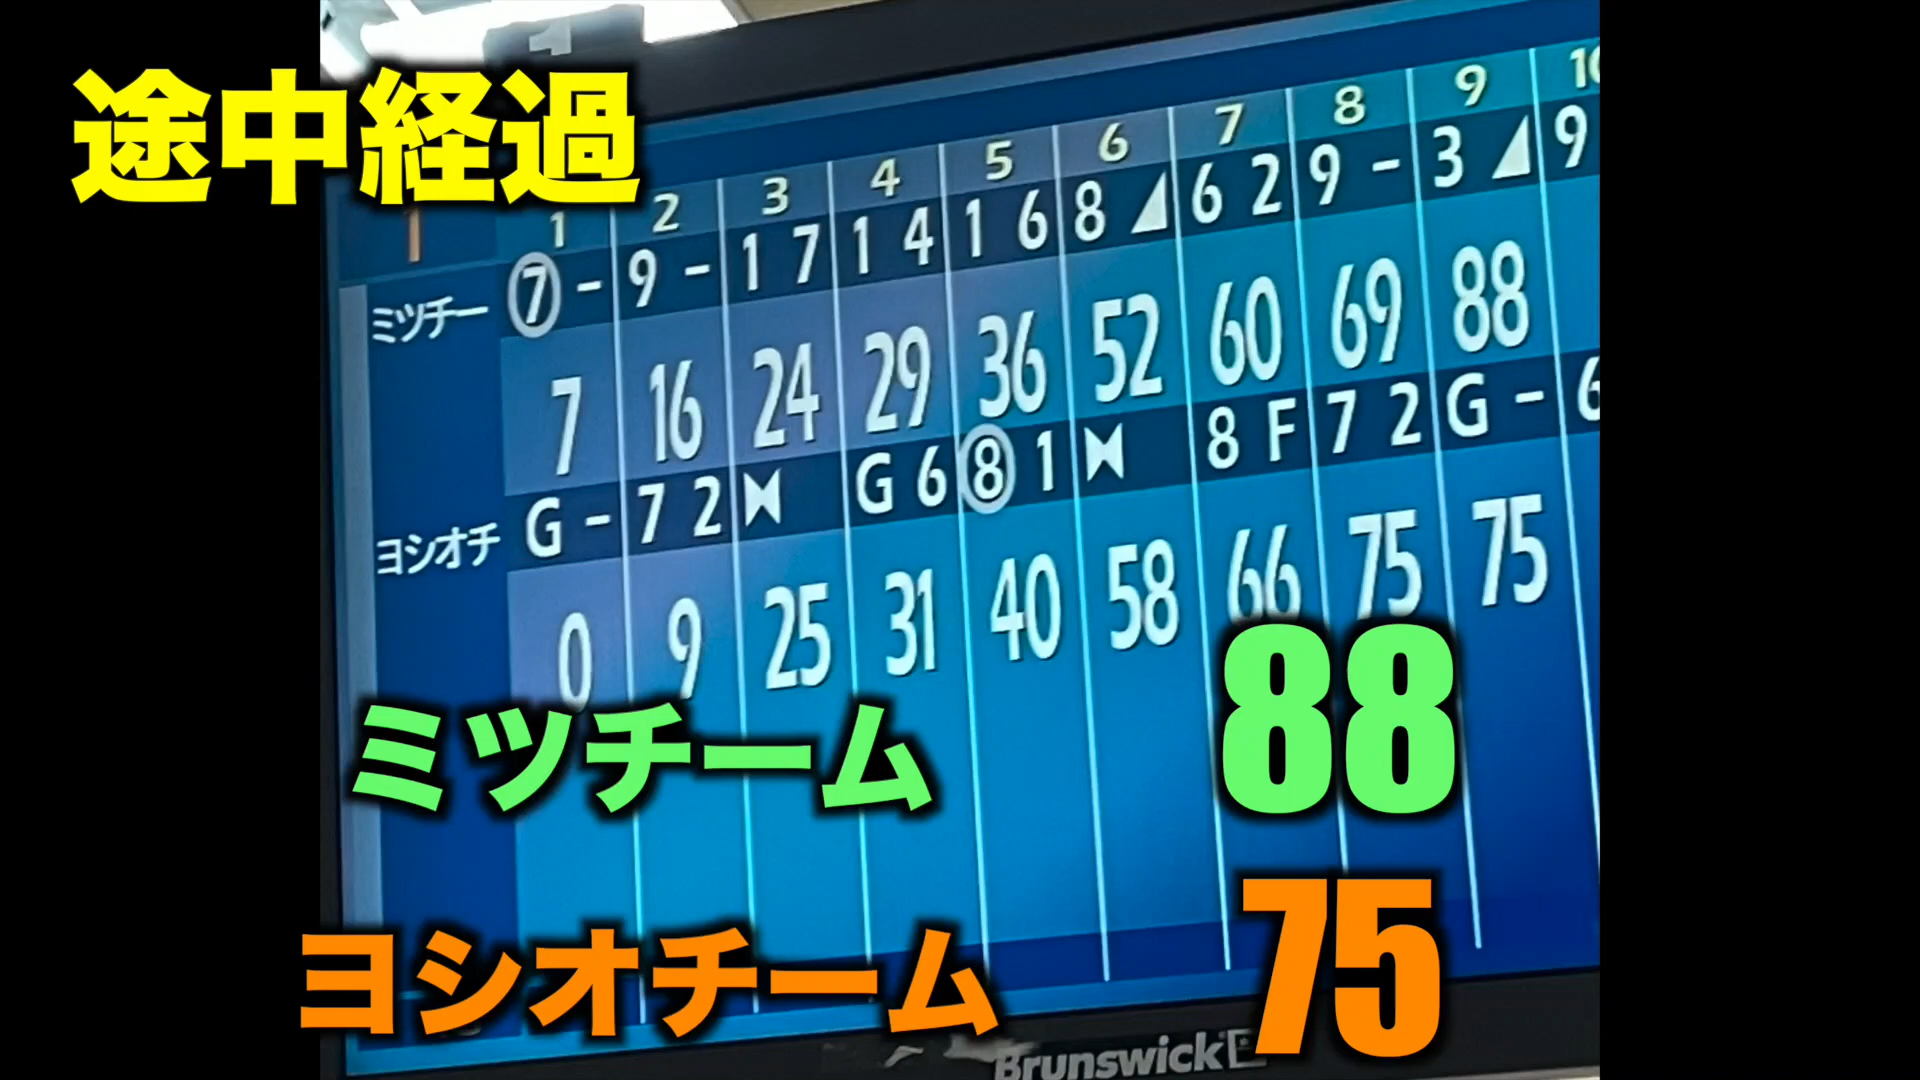 途中経過
1
1 2 3 4 5 6 7 8 9 10
ミツチー ⑦ - 9 - 1 7 1 4 1 6 8 ◢ 6 2 9 - 3 ◢ 9
7 16 24 29 36 52 60 69 88
ヨシオチ G - 7 2 ⧓ G 6 ⑧ 1 ⧓ 8 F 7 2 G - 6
0 9 25 31 40 58 66 75 75
ミツチーム 88
ヨシオチーム 75
Brunswick